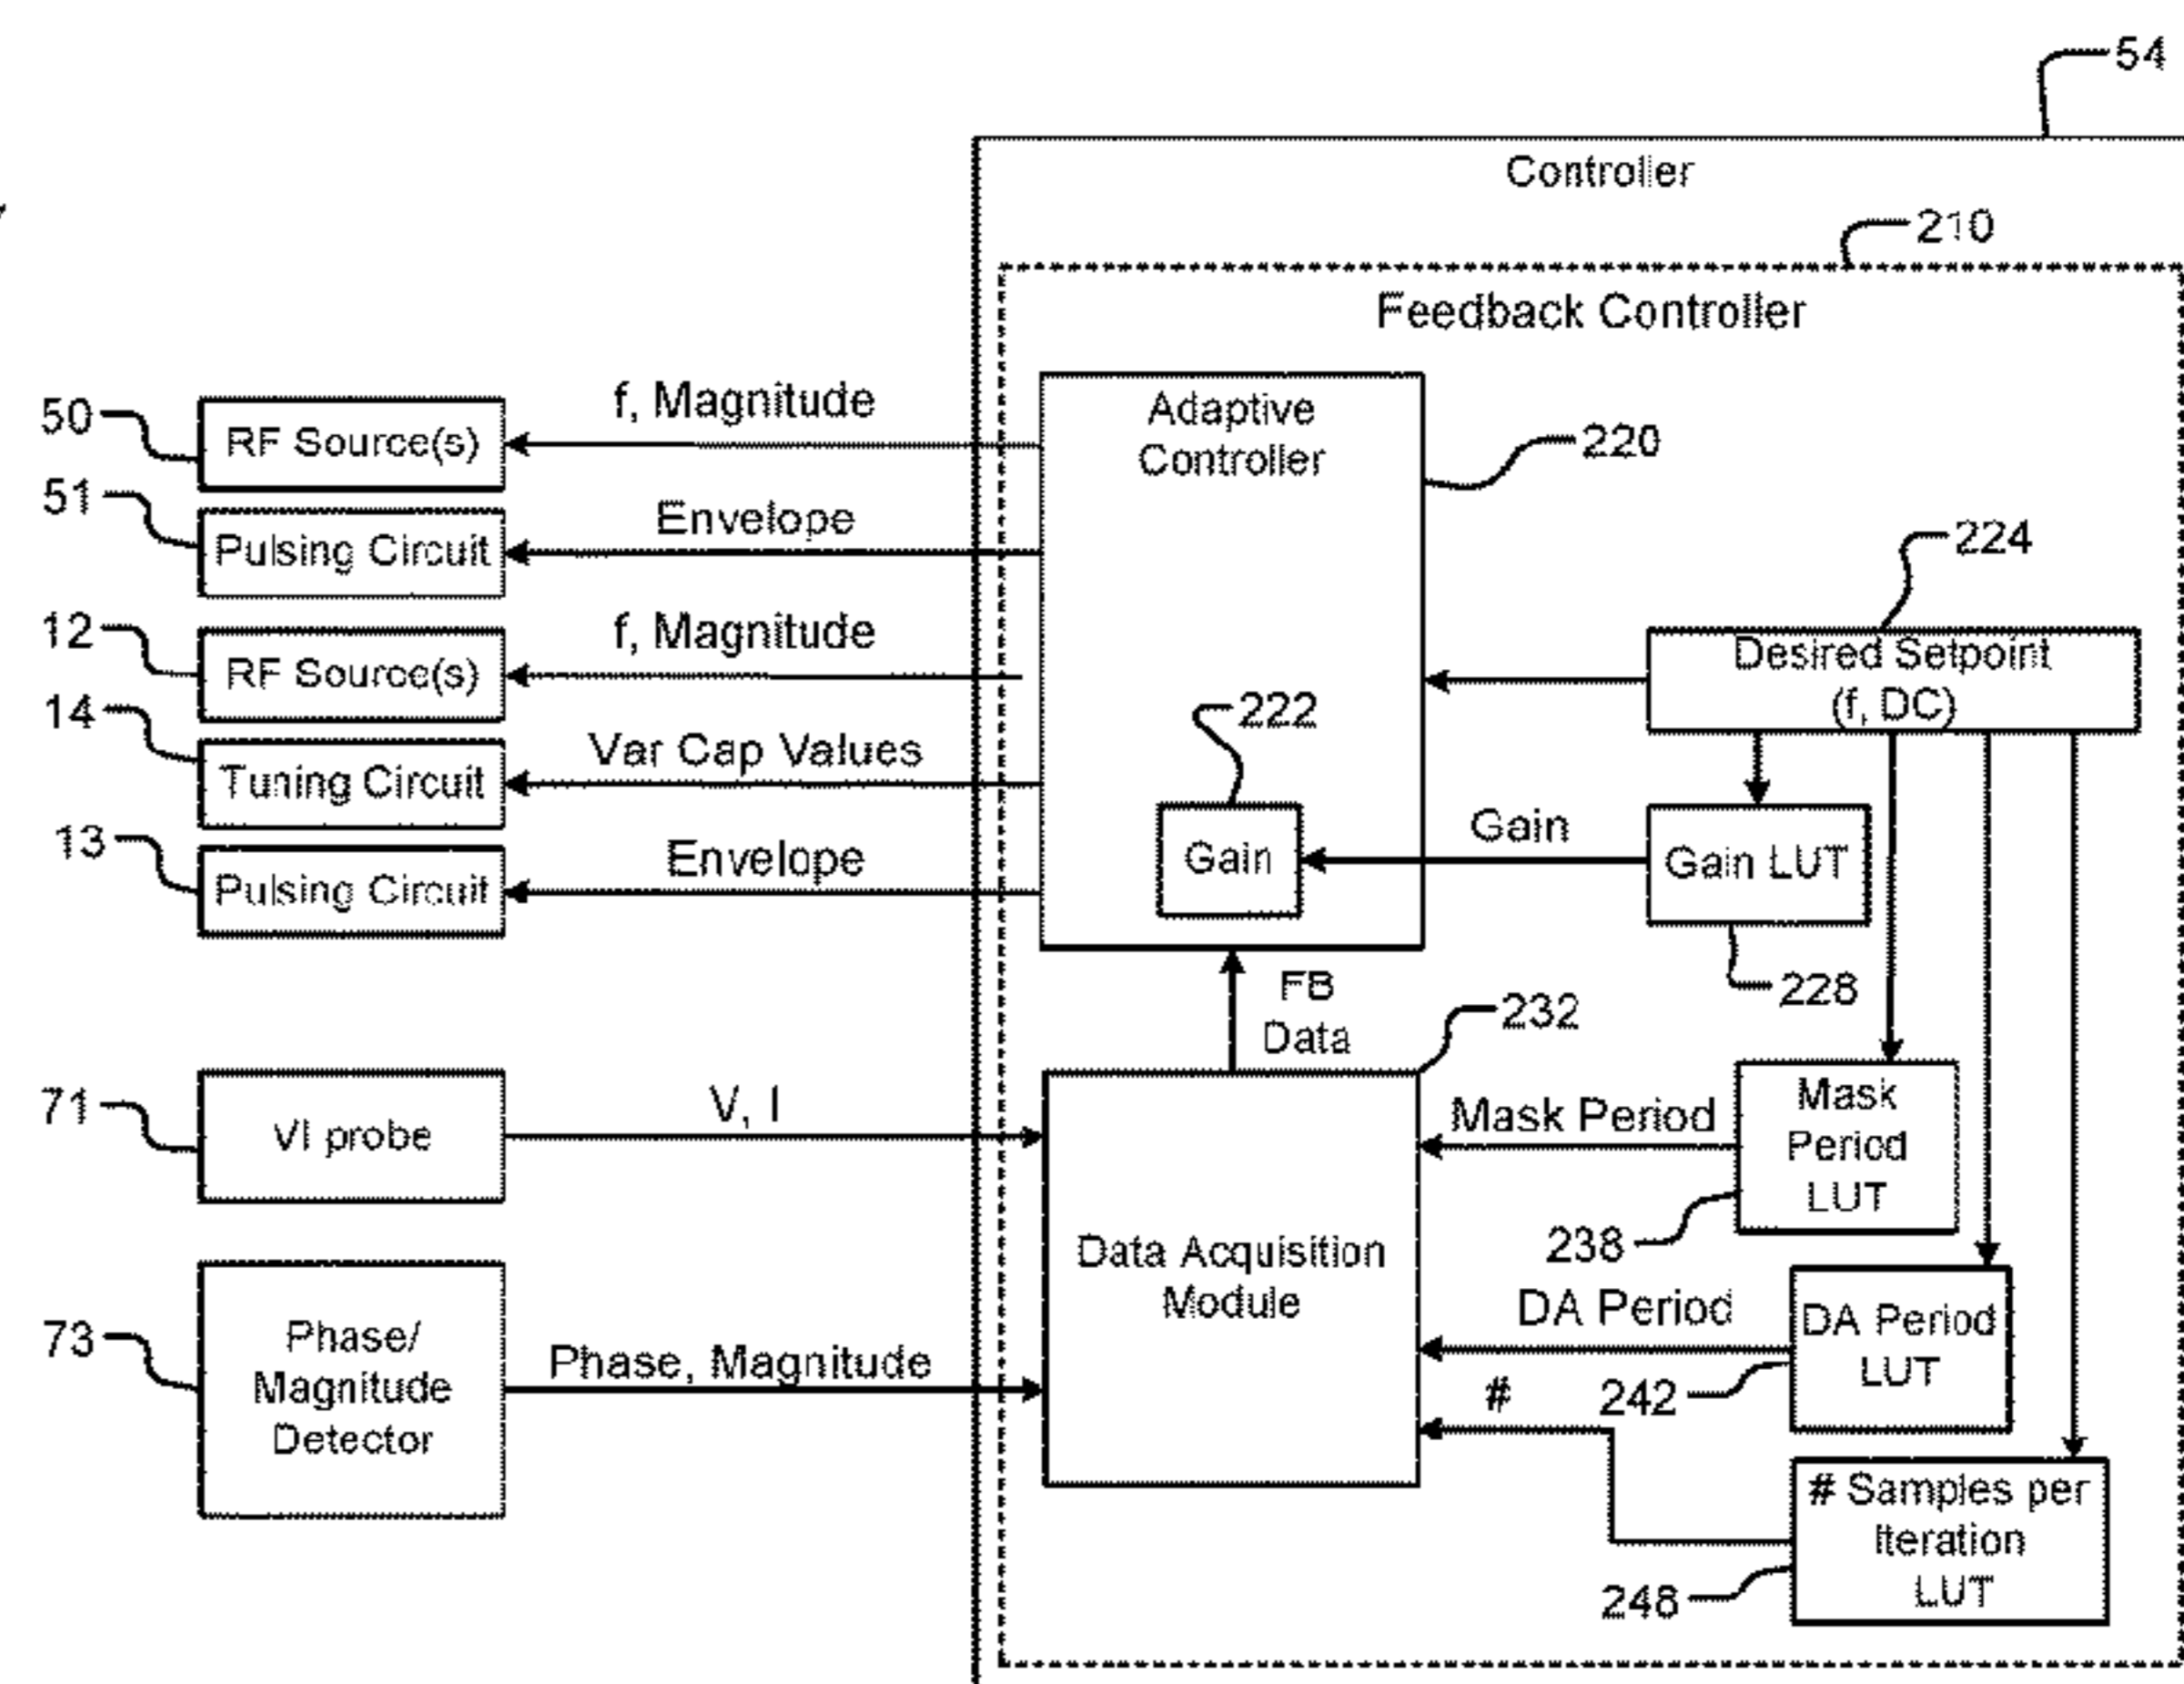 54
Controller
210
Feedback Controller
50
RF Source(s)
f, Magnitude
Adaptive
Controller
220
51
Pulsing Circuit
Envelope
224
12
RF Source(s)
f, Magnitude
Desired Setpoint
(f, DC)
14
Tuning Circuit
Var Cap Values
222
13
Pulsing Circuit
Envelope
Gain
Gain
Gain LUT
228
FB
Data
232
71
VI probe
V, I
Mask Period
Mask
Period
LUT
238
Data Acquisition
Module
DA Period
DA Period
LUT
242
73
Phase/
Magnitude
Detector
Phase, Magnitude
#
# Samples per
Iteration
LUT
248